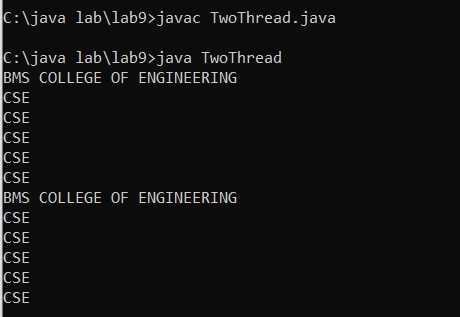 C:\java lab\lab9>javac TwoThread.java
C:\java lab\lab9>java TwoThread
BMS COLLEGE OF ENGINEERING
CSE
CSE
CSE
CSE
CSE
BMS COLLEGE OF ENGINEERING
CSE
CSE
CSE
CSE
CSE